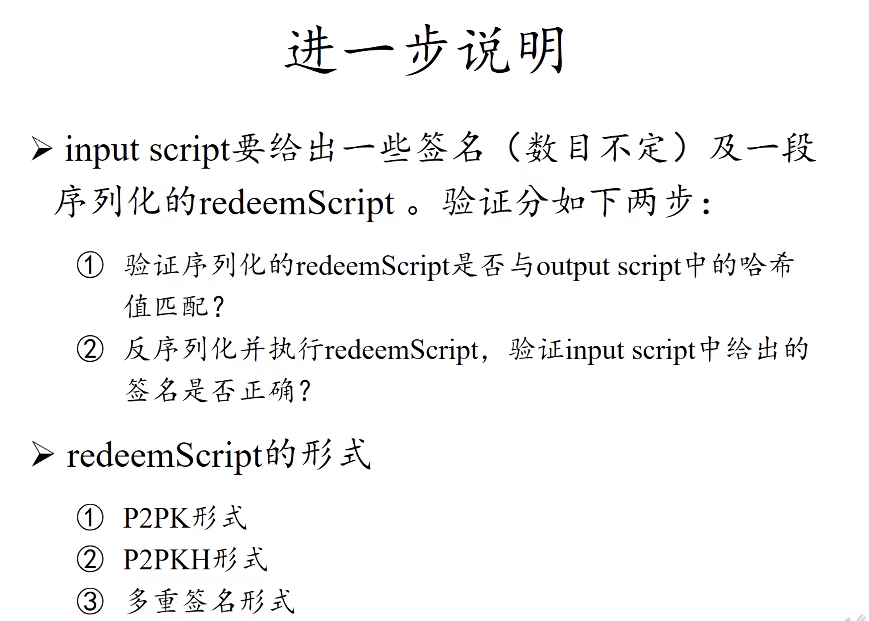 进一步说明
➢ input script要给出一些签名（数目不定）及一段
序列化的redeemScript 。验证分如下两步：
① 验证序列化的redeemScript是否与output script中的哈希
值匹配？
② 反序列化并执行redeemScript，验证input script中给出的
签名是否正确？
➢ redeemScript的形式
① P2PK形式
② P2PKH形式
③ 多重签名形式